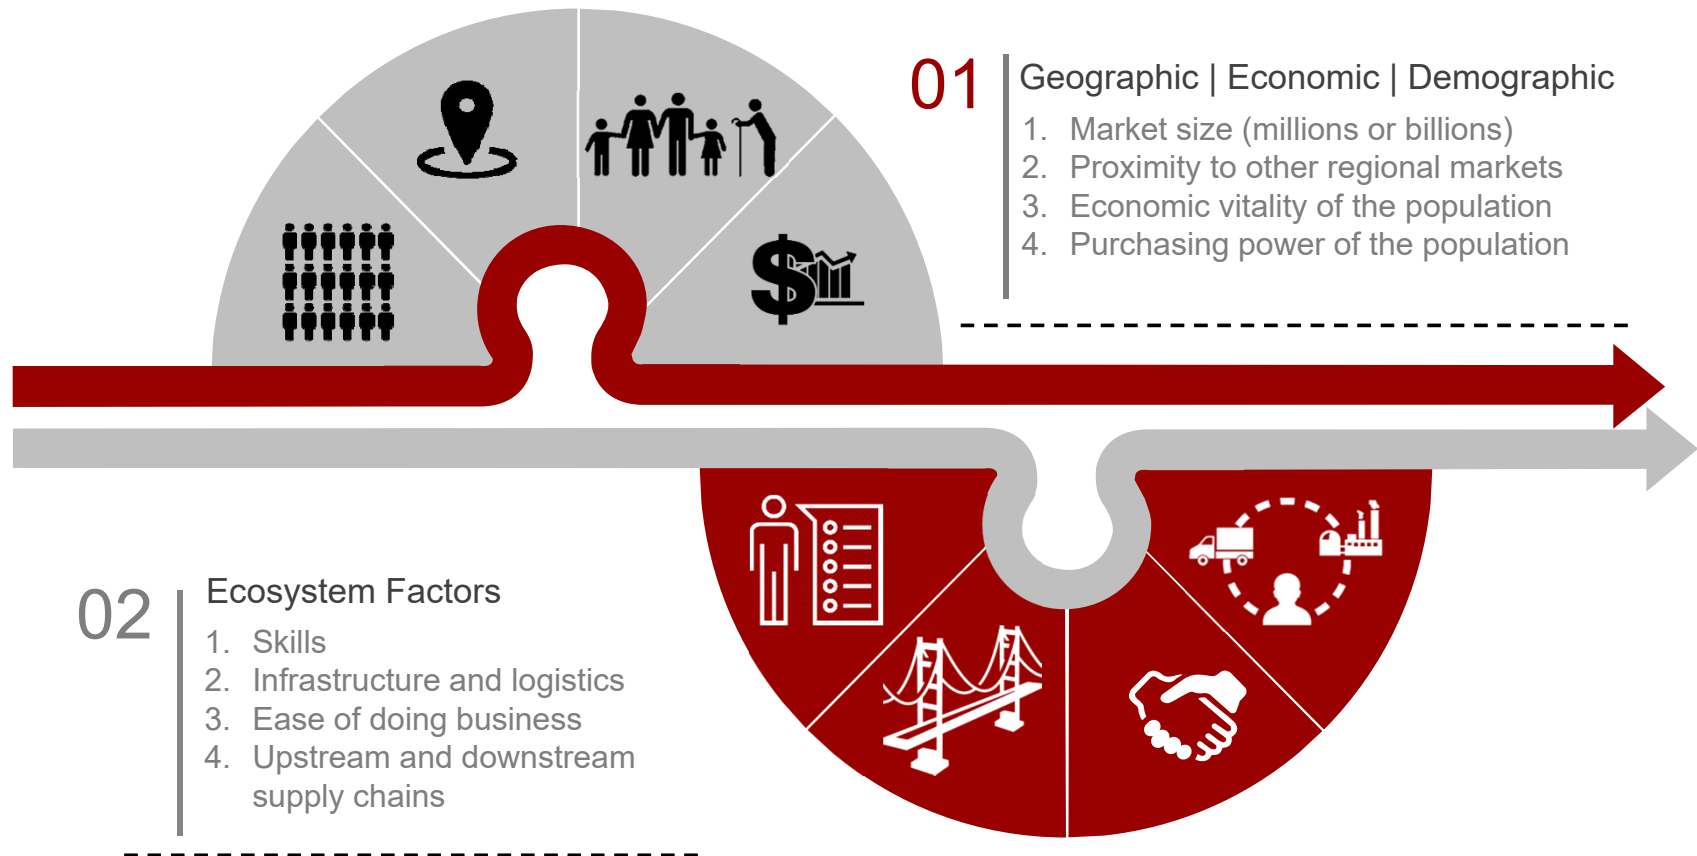 01
Geographic | Economic | Demographic
1. Market size (millions or billions)
2. Proximity to other regional markets
3. Economic vitality of the population
4. Purchasing power of the population
02
Ecosystem Factors
1. Skills
2. Infrastructure and logistics
3. Ease of doing business
4. Upstream and downstream
supply chains